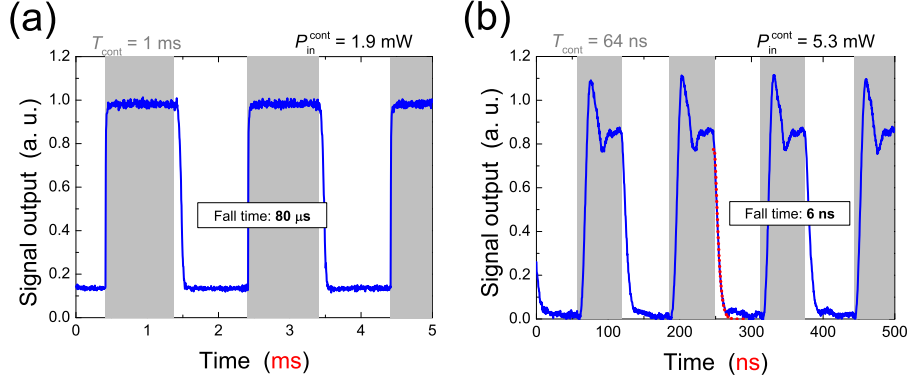 (a)
T_cont = 1 ms
P_in^cont = 1.9 mW
1.2
1.0
0.8
0.6
0.4
0.2
0.0
Signal output (a. u.)
Fall time: 80 μs
0 1 2 3 4 5
Time (ms)
(b)
T_cont = 64 ns
P_in^cont = 5.3 mW
1.2
1.0
0.8
0.6
0.4
0.2
0.0
Signal output (a. u.)
Fall time: 6 ns
0 100 200 300 400 500
Time (ns)